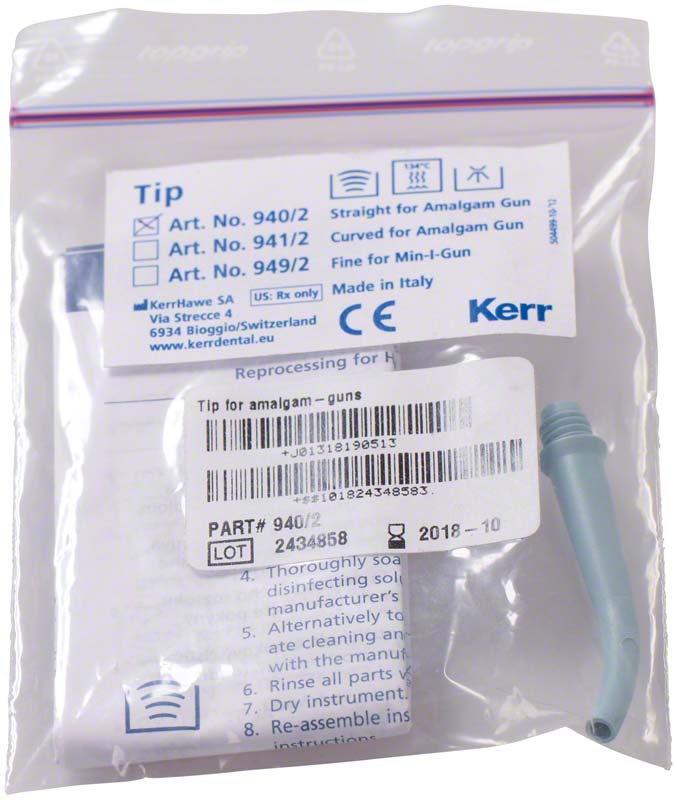 topgrip
topgrip
Tip
134°C
Art. No. 940/2 Straight for Amalgam Gun
Art. No. 941/2 Curved for Amalgam Gun
Art. No. 949/2 Fine for Min-I-Gun
KerrHawe SA US: Rx only Made in Italy
Via Strecce 4
6934 Bioggio/Switzerland
www.kerrdental.eu
CE
Kerr
Reprocessing for H
Tip for amalgam-guns
+J01318190513
+$$101824348583.
PART# 940/2
LOT 2434858 2018-10
4. Thoroughly soa
disinfecting solu
manufacturer's
5. Alternatively to
ate cleaning an
with the manuf
6. Rinse all parts
7. Dry instrument.
8. Re-assemble ins
instructions